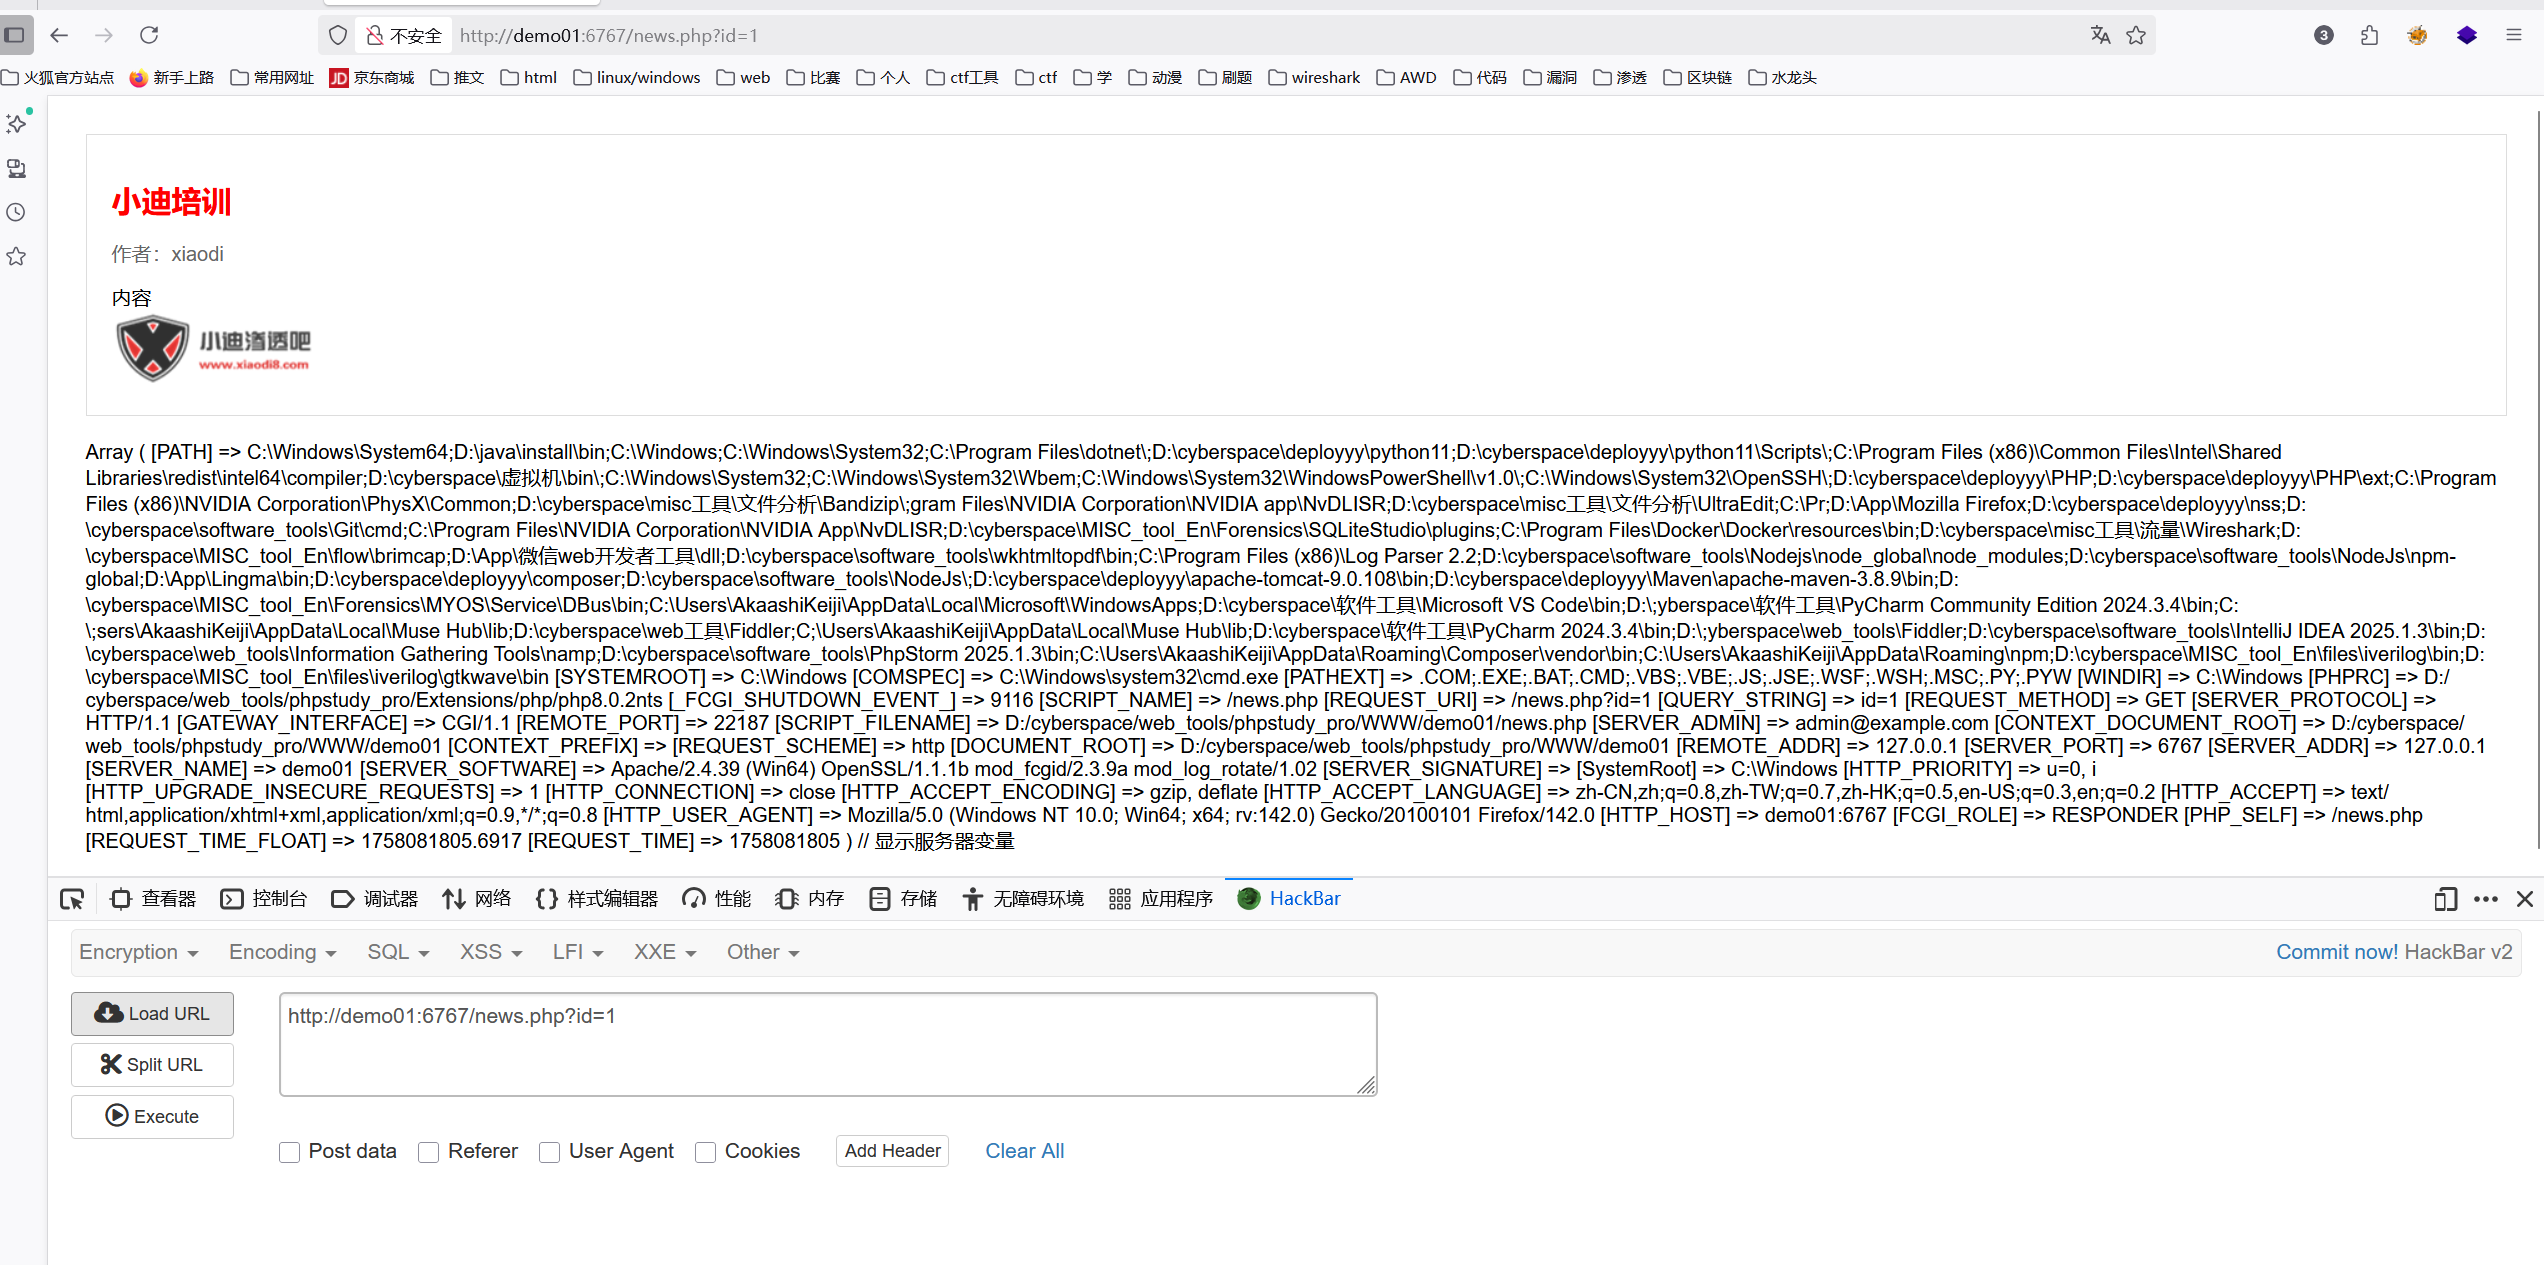 不安全 http://demo01:6767/news.php?id=1 3
火狐官方站点 新手上路 常用网址 JD 京东商城 推文 html linux/windows web 比赛 个人 ctf工具 ctf 学 动漫 刷题 wireshark AWD 代码 漏洞 渗透 区块链 水龙头
小迪培训
作者：xiaodi
内容
小迪渗透吧
www.xiaodi8.com
Array ( [PATH] => C:\Windows\System64;D:\java\install\bin;C:\Windows;C:\Windows\System32;C:\Program Files\dotnet\;D:\cyberspace\deployyy\python11;D:\cyberspace\deployyy\python11\Scripts\;C:\Program Files (x86)\Common Files\Intel\Shared
Libraries\redist\intel64\compiler;D:\cyberspace\虚拟机\bin\;C:\Windows\System32;C:\Windows\System32\Wbem;C:\Windows\System32\WindowsPowerShell\v1.0\;C:\Windows\System32\OpenSSH\;D:\cyberspace\deployyy\PHP;D:\cyberspace\deployyy\PHP\ext;C:\Program
Files (x86)\NVIDIA Corporation\PhysX\Common;D:\cyberspace\misc工具\文件分析\Bandizip\;gram Files\NVIDIA Corporation\NVIDIA app\NvDLISR;D:\cyberspace\misc工具\文件分析\UltraEdit;C:\Pr;D:\App\Mozilla Firefox;D:\cyberspace\deployyy\nss;D:
\cyberspace\software_tools\Git\cmd;C:\Program Files\NVIDIA Corporation\NVIDIA App\NvDLISR;D:\cyberspace\MISC_tool_En\Forensics\SQLiteStudio\plugins;C:\Program Files\Docker\Docker\resources\bin;D:\cyberspace\misc工具\流量\Wireshark;D:
\cyberspace\MISC_tool_En\flow\brimcap;D:\App\微信web开发者工具\dll;D:\cyberspace\software_tools\wkhtmltopdf\bin;C:\Program Files (x86)\Log Parser 2.2;D:\cyberspace\software_tools\Nodejs\node_global\node_modules;D:\cyberspace\software_tools\NodeJs\npm-
global;D:\App\Lingma\bin;D:\cyberspace\deployyy\composer;D:\cyberspace\software_tools\NodeJs\;D:\cyberspace\deployyy\apache-tomcat-9.0.108\bin;D:\cyberspace\deployyy\Maven\apache-maven-3.8.9\bin;D:
\cyberspace\MISC_tool_En\Forensics\MYOS\Service\DBus\bin;C:\Users\AkaashiKeiji\AppData\Local\Microsoft\WindowsApps;D:\cyberspace\软件工具\Microsoft VS Code\bin;D:\;yberspace\软件工具\PyCharm Community Edition 2024.3.4\bin;C:
\;sers\AkaashiKeiji\AppData\Local\Muse Hub\lib;D:\cyberspace\web工具\Fiddler;C;\Users\AkaashiKeiji\AppData\Local\Muse Hub\lib;D:\cyberspace\软件工具\PyCharm 2024.3.4\bin;D:\;yberspace\web_tools\Fiddler;D:\cyberspace\software_tools\IntelliJ IDEA 2025.1.3\bin;D:
\cyberspace\web_tools\Information Gathering Tools\namp;D:\cyberspace\software_tools\PhpStorm 2025.1.3\bin;C:\Users\AkaashiKeiji\AppData\Roaming\Composer\vendor\bin;C:\Users\AkaashiKeiji\AppData\Roaming\npm;D:\cyberspace\MISC_tool_En\files\iverilog\bin;D:
\cyberspace\MISC_tool_En\files\iverilog\gtkwave\bin [SYSTEMROOT] => C:\Windows [COMSPEC] => C:\Windows\system32\cmd.exe [PATHEXT] => .COM;.EXE;.BAT;.CMD;.VBS;.VBE;.JS;.JSE;.WSF;.WSH;.MSC;.PY;.PYW [WINDIR] => C:\Windows [PHPRC] => D:/
cyberspace/web_tools/phpstudy_pro/Extensions/php/php8.0.2nts [_FCGI_SHUTDOWN_EVENT_] => 9116 [SCRIPT_NAME] => /news.php [REQUEST_URI] => /news.php?id=1 [QUERY_STRING] => id=1 [REQUEST_METHOD] => GET [SERVER_PROTOCOL] =>
HTTP/1.1 [GATEWAY_INTERFACE] => CGI/1.1 [REMOTE_PORT] => 22187 [SCRIPT_FILENAME] => D:/cyberspace/web_tools/phpstudy_pro/WWW/demo01/news.php [SERVER_ADMIN] => admin@example.com [CONTEXT_DOCUMENT_ROOT] => D:/cyberspace/
web_tools/phpstudy_pro/WWW/demo01 [CONTEXT_PREFIX] => [REQUEST_SCHEME] => http [DOCUMENT_ROOT] => D:/cyberspace/web_tools/phpstudy_pro/WWW/demo01 [REMOTE_ADDR] => 127.0.0.1 [SERVER_PORT] => 6767 [SERVER_ADDR] => 127.0.0.1
[SERVER_NAME] => demo01 [SERVER_SOFTWARE] => Apache/2.4.39 (Win64) OpenSSL/1.1.1b mod_fcgid/2.3.9a mod_log_rotate/1.02 [SERVER_SIGNATURE] => [SystemRoot] => C:\Windows [HTTP_PRIORITY] => u=0, i
[HTTP_UPGRADE_INSECURE_REQUESTS] => 1 [HTTP_CONNECTION] => close [HTTP_ACCEPT_ENCODING] => gzip, deflate [HTTP_ACCEPT_LANGUAGE] => zh-CN,zh;q=0.8,zh-TW;q=0.7,zh-HK;q=0.5,en-US;q=0.3,en;q=0.2 [HTTP_ACCEPT] => text/
html,application/xhtml+xml,application/xml;q=0.9,*/*;q=0.8 [HTTP_USER_AGENT] => Mozilla/5.0 (Windows NT 10.0; Win64; x64; rv:142.0) Gecko/20100101 Firefox/142.0 [HTTP_HOST] => demo01:6767 [FCGI_ROLE] => RESPONDER [PHP_SELF] => /news.php
[REQUEST_TIME_FLOAT] => 1758081805.6917 [REQUEST_TIME] => 1758081805 ) // 显示服务器变量
查看器 控制台 调试器 网络 样式编辑器 性能 内存 存储 无障碍环境 应用程序 HackBar
Encryption Encoding SQL XSS LFI XXE Other Commit now! HackBar v2
Load URL http://demo01:6767/news.php?id=1
Split URL
Execute
Post data Referer User Agent Cookies Add Header Clear All